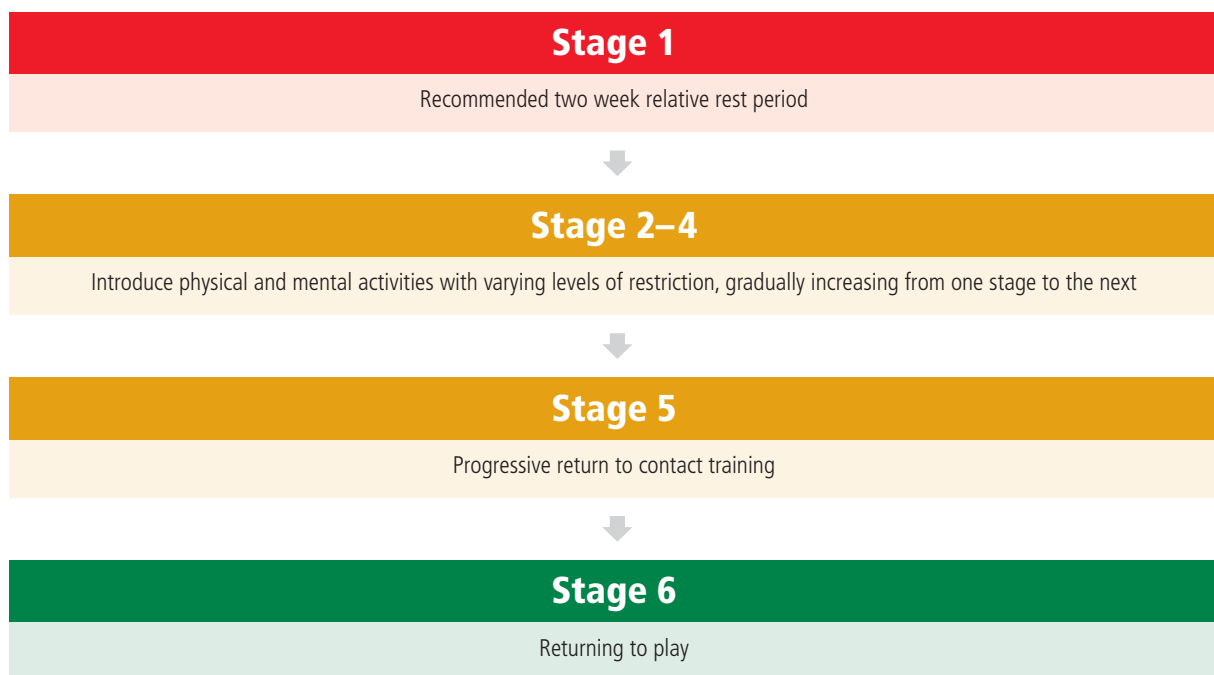 Stage 1
Recommended two week relative rest period
Stage 2–4
Introduce physical and mental activities with varying levels of restriction, gradually increasing from one stage to the next
Stage 5
Progressive return to contact training
Stage 6
Returning to play